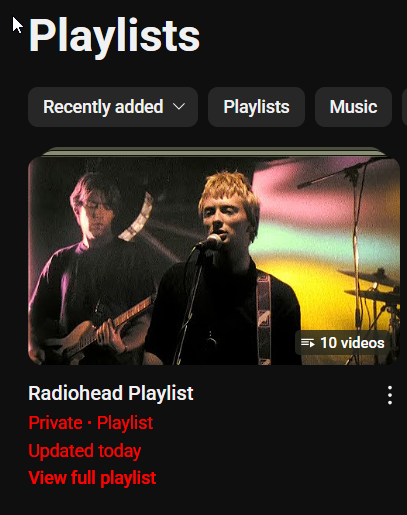 Playlists
Recently added
Playlists
Music
10 videos
Radiohead Playlist
Private · Playlist
Updated today
View full playlist